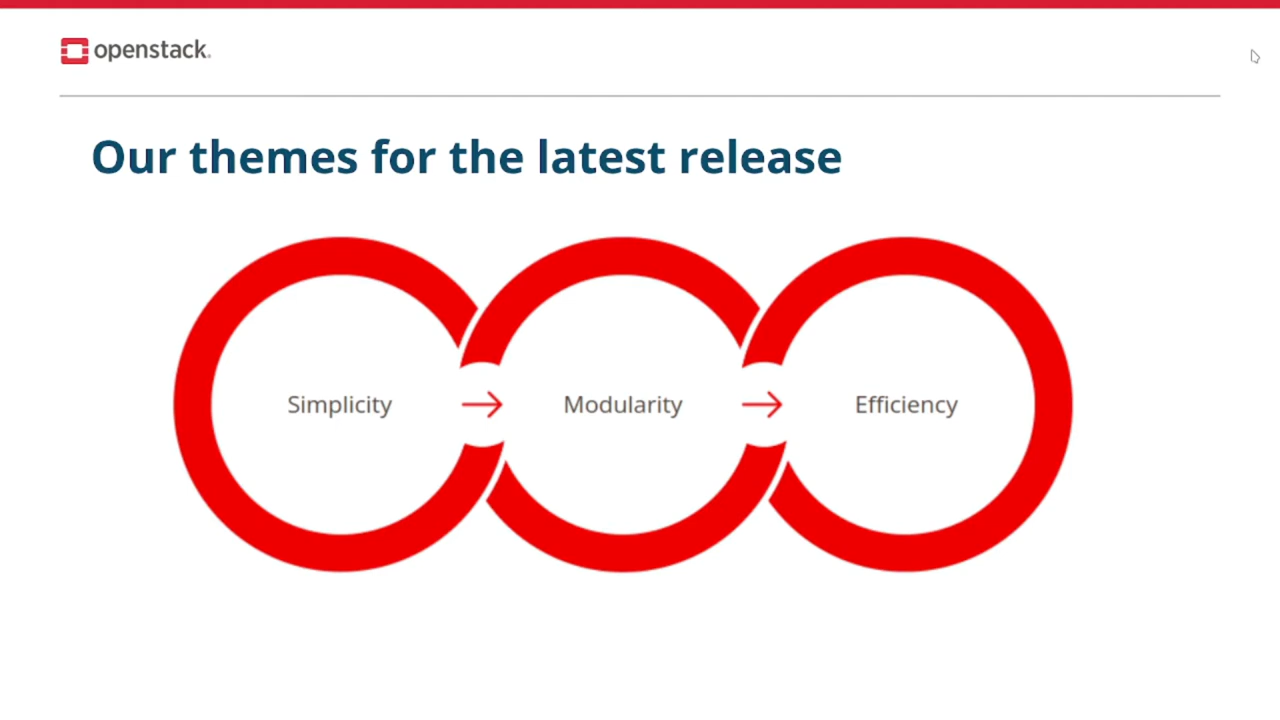 openstack.
Our themes for the latest release
Simplicity → Modularity → Efficiency